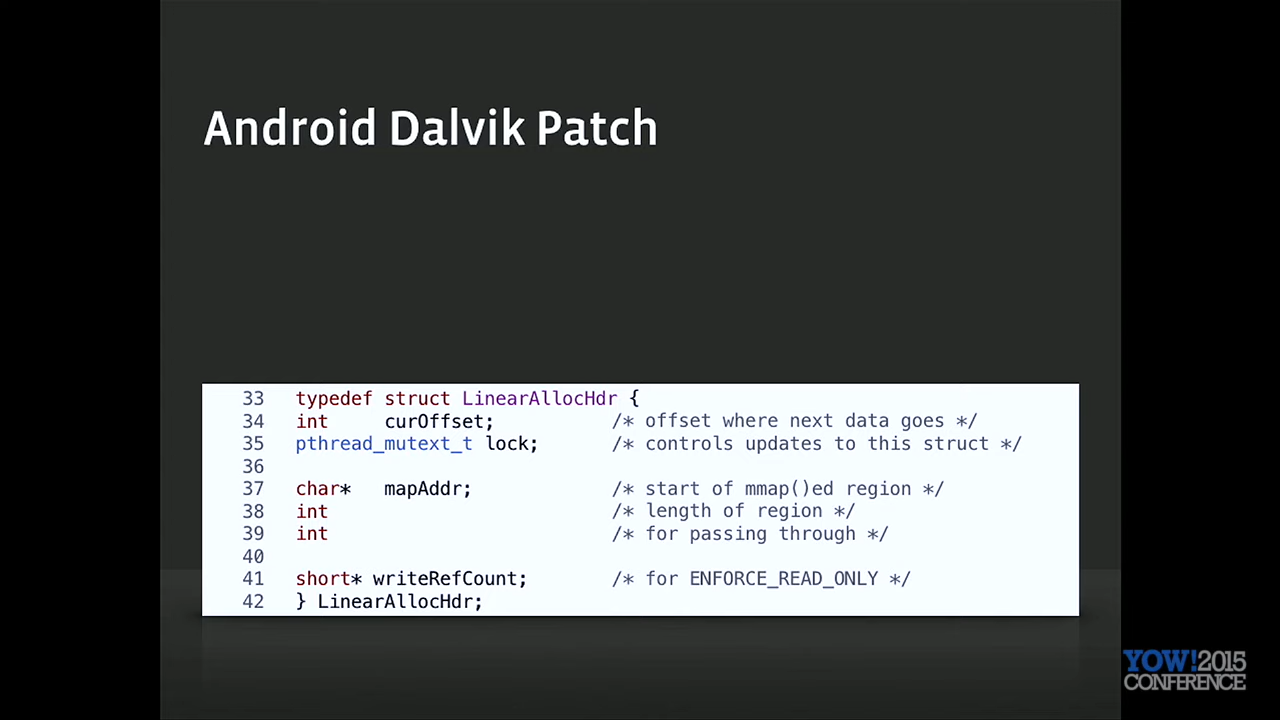 Android Dalvik Patch
33 typedef struct LinearAllocHdr {
34 int curOffset; /* offset where next data goes */
35 pthread_mutext_t lock; /* controls updates to this struct */
36
37 char* mapAddr; /* start of mmap()ed region */
38 int /* length of region */
39 int /* for passing through */
40
41 short* writeRefCount; /* for ENFORCE_READ_ONLY */
42 } LinearAllocHdr;
YOW! 2015
CONFERENCE